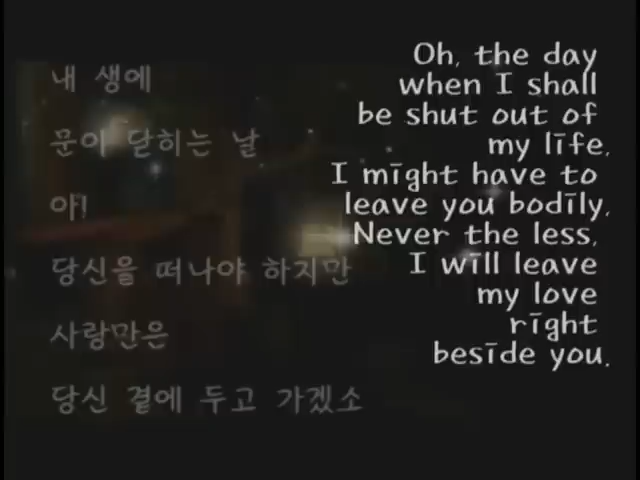 내 생에
문이 닫히는 날
아!
당신을 떠나야 하지만
사랑만은
당신 곁에 두고 가겠소
Oh, the day
when I shall
be shut out of
my life,
I might have to
leave you bodily,
Never the less,
I will leave
my love
right
beside you.